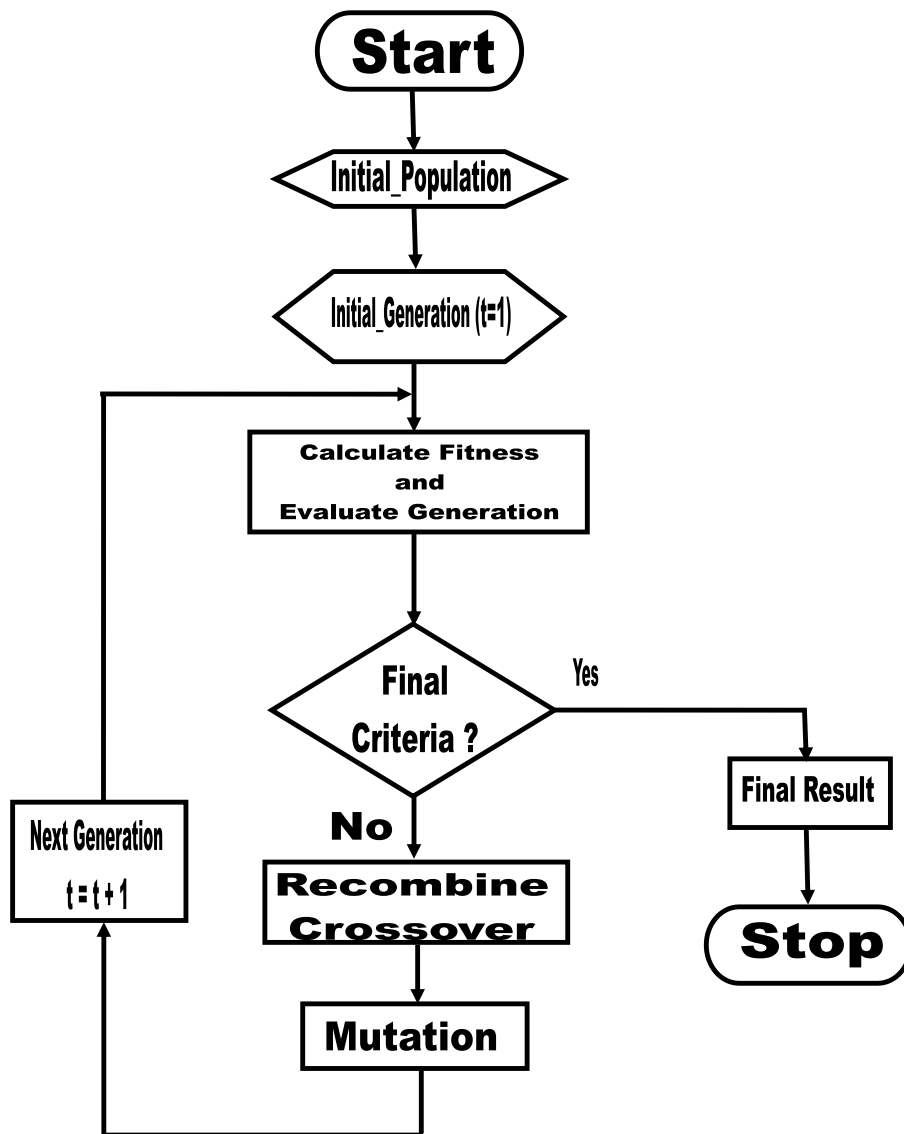 Start
Initial_Population
Initial_Generation (t=1)
Calculate Fitness
and
Evaluate Generation
Final
Criteria ?
Yes
No
Final Result
Next Generation
t = t + 1
Recombine
Crossover
Stop
Mutation